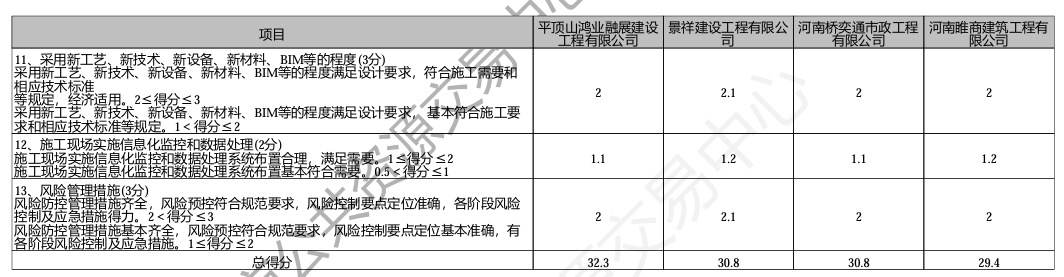 项目
平顶山鸿业融展建设
工程有限公司
景祥建设工程有限公
司
河南桥奕通市政工程
有限公司
河南睢商建筑工程有
限公司
11、采用新工艺、新技术、新设备、新材料、BIM等的程度(3分)
采用新工艺、新技术、新设备、新材料、BIM等的程度满足设计要求，符合施工需要和
相应技术标准
等规定，经济适用。2≤得分≤3
采用新工艺、新技术、新设备、新材料、BIM等的程度满足设计要求， 基本符合施工要
求和相应技术标准等规定。1＜得分≤2
2
2.1
2
2
12、施工现场实施信息化监控和数据处理(2分)
施工现场实施信息化监控和数据处理系统布置合理，满足需要。1≤得分≤2
施工现场实施信息化监控和数据处理系统布置基本符合需要。0.5＜得分≤1
1.1
1.2
1.1
1.2
13、风险管理措施(3分)
风险防控管理措施齐全，风险预控符合规范要求，风险控制要点定位准确，各阶段风险
控制及应急措施得力。2＜得分≤3
风险防控管理措施基本齐全，风险预控符合规范要求，风险控制要点定位基本准确，有
各阶段风险控制及应急措施。1≤得分≤2
2
2.1
2
2
总得分
32.3
30.8
30.8
29.4
公共资源交易中心
交易中心